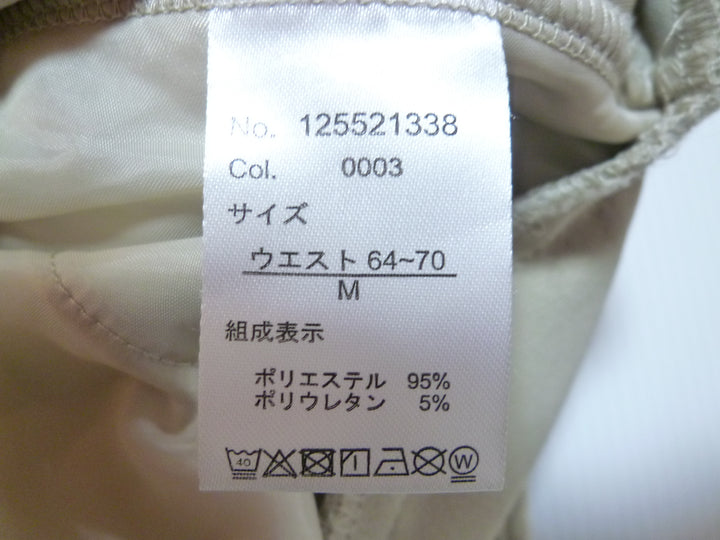 No. 125521338
Col. 0003
サイズ
ウエスト 64~70
M
組成表示
ポリエステル 95%
ポリウレタン 5%
40 W